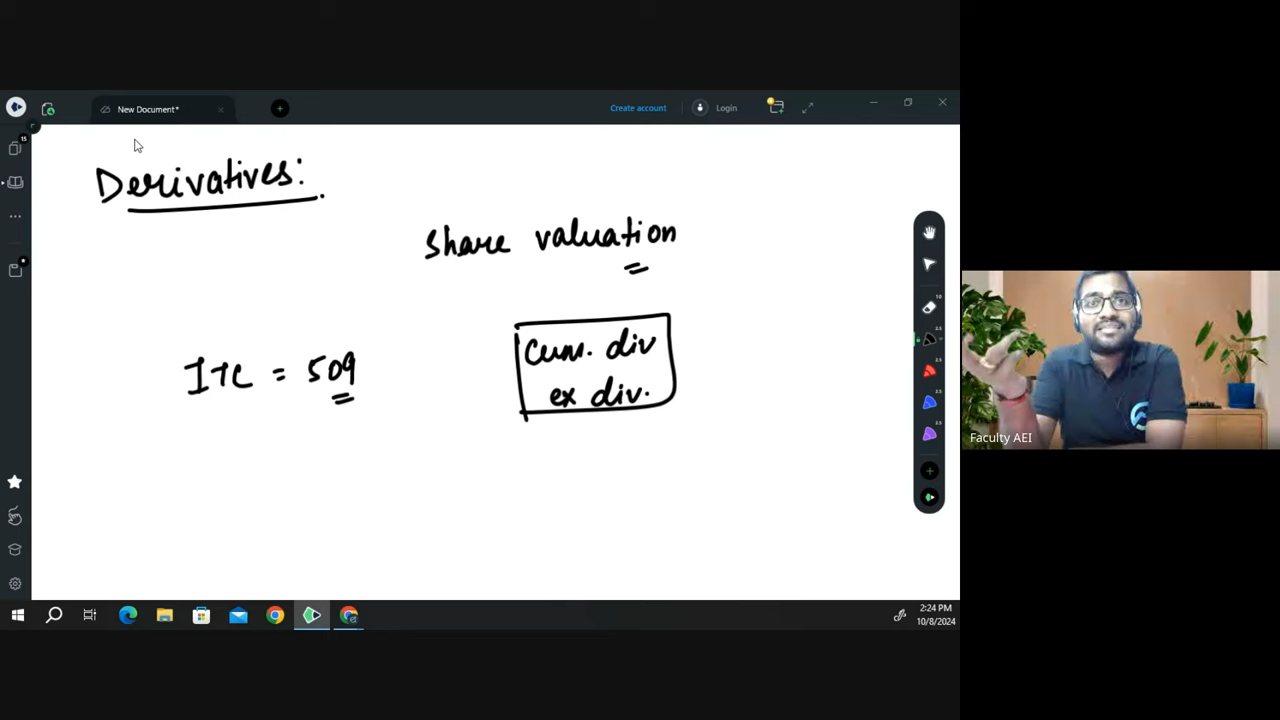 New Document*
Create account
Login
Derivatives:
Share valuation
ITC = 509
Cum. div
ex div.
Faculty AEI
2:24 PM
10/8/2024